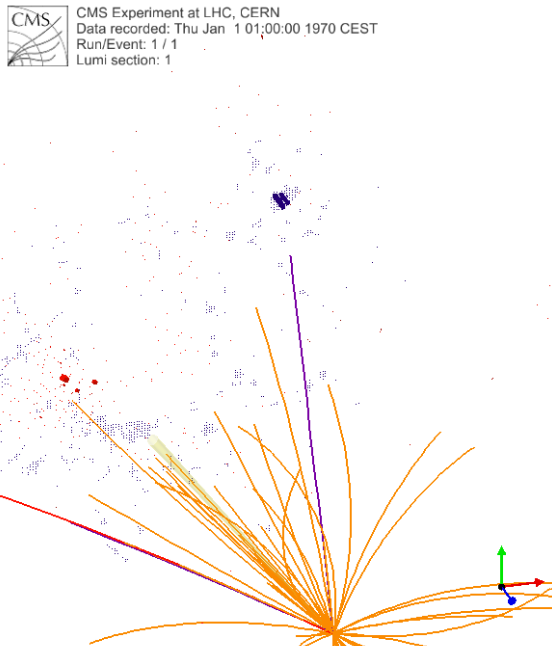 CMS
CMS Experiment at LHC, CERN
Data recorded: Thu Jan 1 01:00:00 1970 CEST
Run/Event: 1 / 1
Lumi section: 1